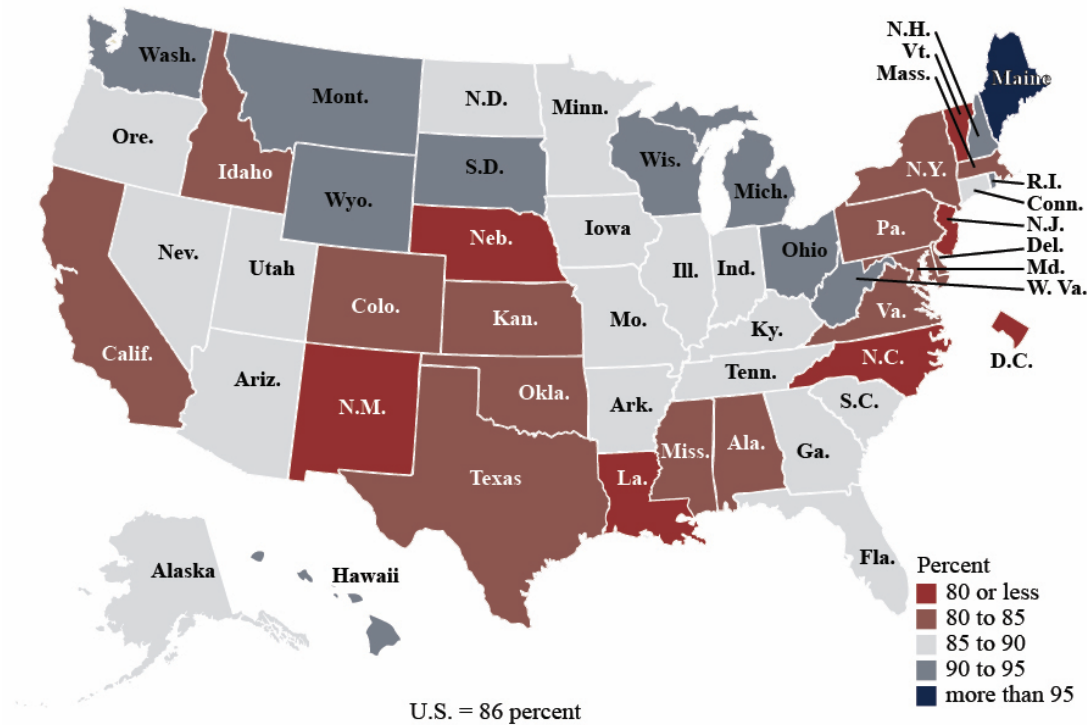 Wash.
Mont.
N.D.
Minn.
N.H.
Vt.
Mass.
Maine
Ore.
Idaho
S.D.
Wis.
Mich.
N.Y.
R.I.
Conn.
N.J.
Del.
Md.
W. Va.
Wyo.
Neb.
Iowa
Pa.
Nev.
Utah
Colo.
Kan.
Ill.
Ind.
Ohio
Mo.
Ky.
Va.
Calif.
Ariz.
N.M.
Okla.
Ark.
Tenn.
N.C.
D.C.
S.C.
Texas
La.
Miss.
Ala.
Ga.
Fla.
Alaska
Hawaii
Percent
80 or less
80 to 85
85 to 90
90 to 95
more than 95
U.S. = 86 percent